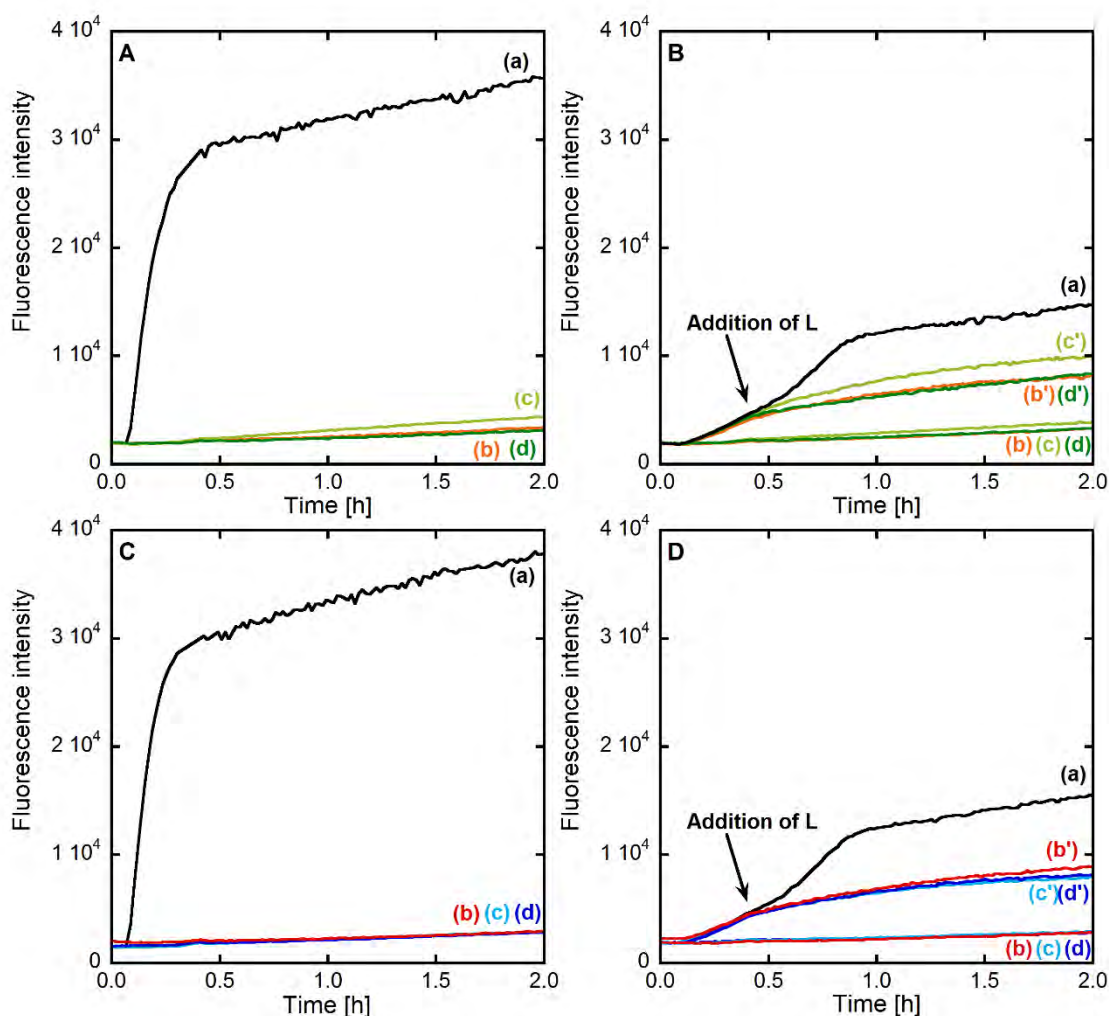 A
(a)
(c)
(b) (d)
4 10⁴
3 10⁴
2 10⁴
1 10⁴
0
Fluorescence intensity
0.0 0.5 1.0 1.5 2.0
Time [h]
B
(a)
Addition of L
(c')
(b')(d')
(b) (c) (d)
4 10⁴
3 10⁴
2 10⁴
1 10⁴
0
Fluorescence intensity
0.0 0.5 1.0 1.5 2.0
Time [h]
C
(a)
(b) (c) (d)
4 10⁴
3 10⁴
2 10⁴
1 10⁴
0
Fluorescence intensity
0.0 0.5 1.0 1.5 2.0
Time [h]
D
(a)
Addition of L
(b')
(c')(d')
(b) (c) (d)
4 10⁴
3 10⁴
2 10⁴
1 10⁴
0
Fluorescence intensity
0.0 0.5 1.0 1.5 2.0
Time [h]